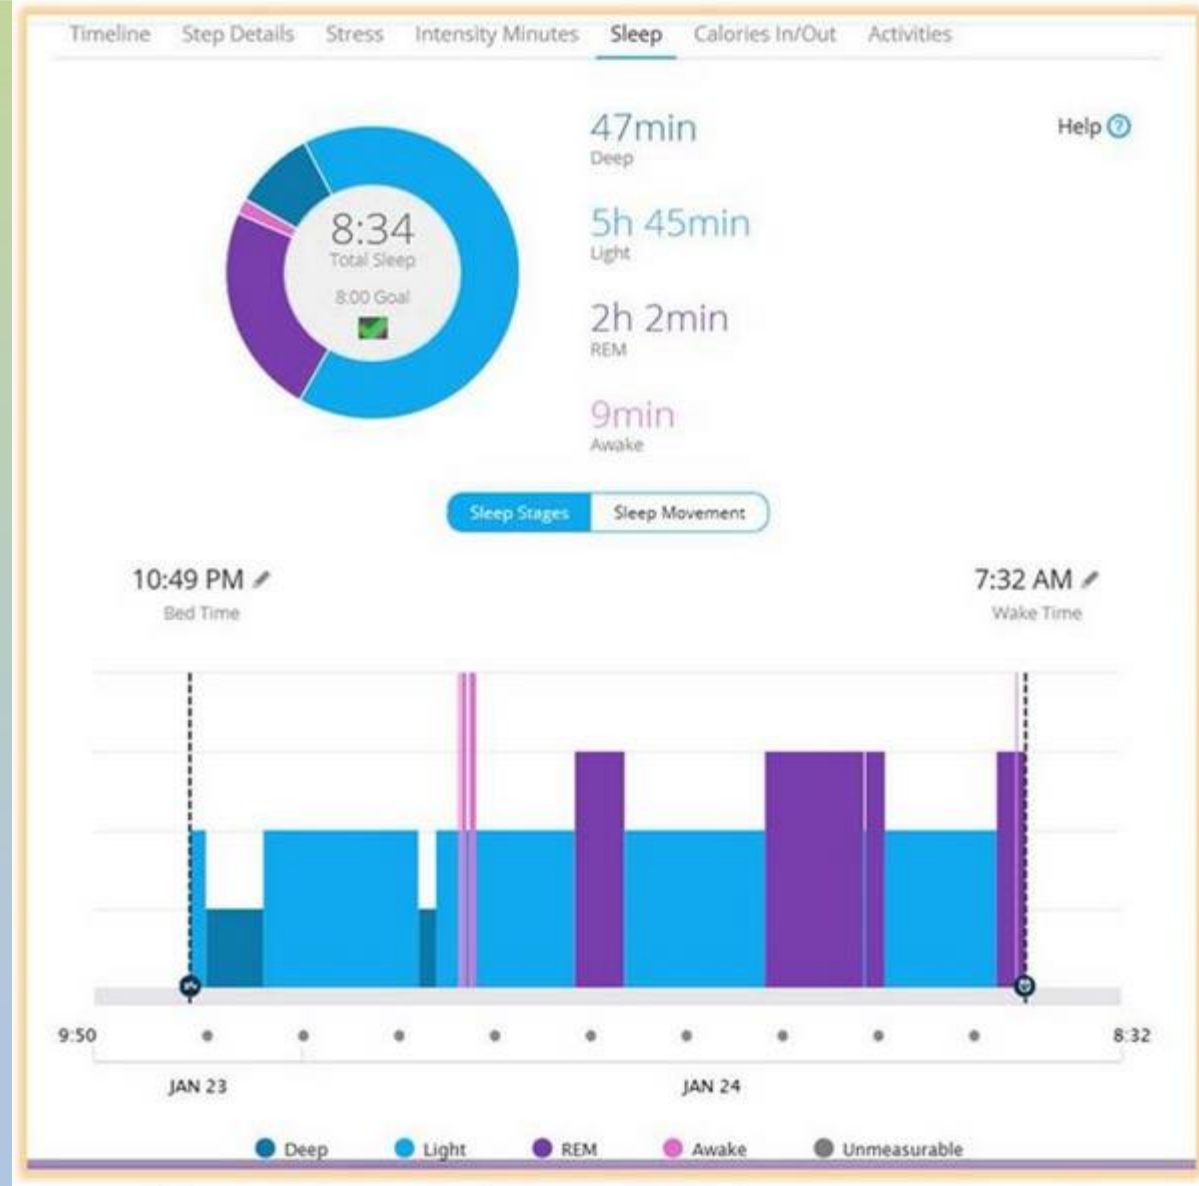 Timeline Step Details Stress Intensity Minutes Sleep Calories In/Out Activities
47min
Deep
Help ?
8:34
Total Sleep
8:00 Goal
5h 45min
Light
2h 2min
REM
9min
Awake
Sleep Stages Sleep Movement
10:49 PM 7:32 AM
Bed Time Wake Time
9:50 8:32
JAN 23 JAN 24
Deep Light REM Awake Unmeasurable